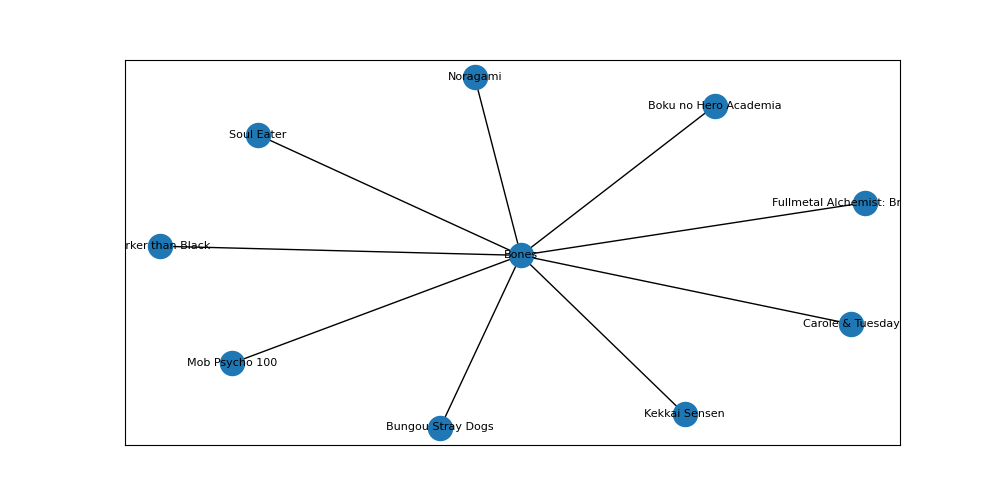 Noragami
Boku no Hero Academia
Soul Eater
Fullmetal Alchemist: Br
rker than Black
Bones
Carole & Tuesday
Mob Psycho 100
Kekkai Sensen
Bungou Stray Dogs